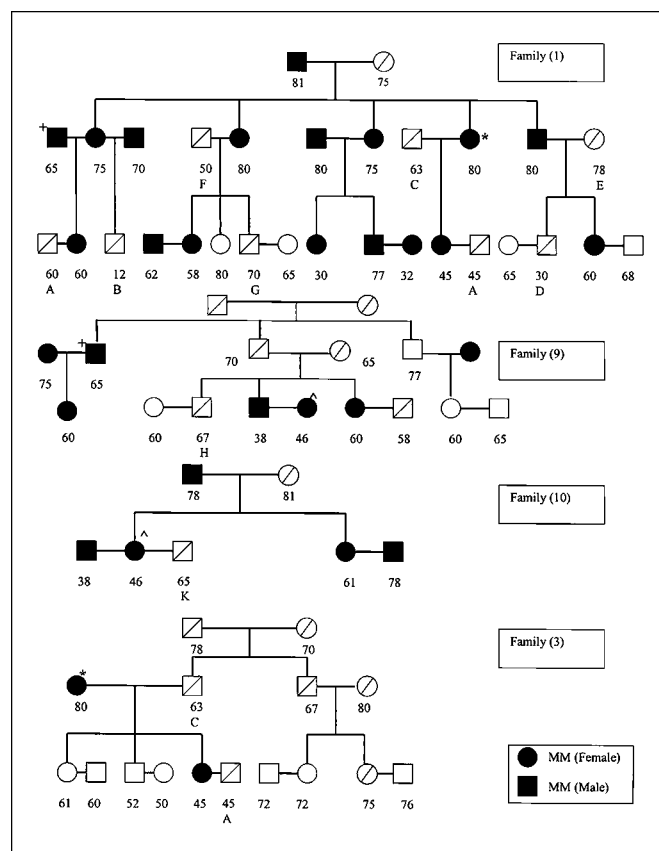 Family (1)
81 75
+
*
65 75 70 50 80 80 75 63 80 80 78
F C E
60 60 12 62 58 80 70 65 30 77 32 45 45 65 30 60 68
A B G A D
Family (9)
+
75 65 70 65 77
^
60 60 67 38 46 60 58 60 65
H
Family (10)
78 81
^
38 46 65 61 78
K
Family (3)
78 70
*
80 63 67 80
C
61 60 52 50 45 45 72 72 75 76
A
MM (Female)
MM (Male)